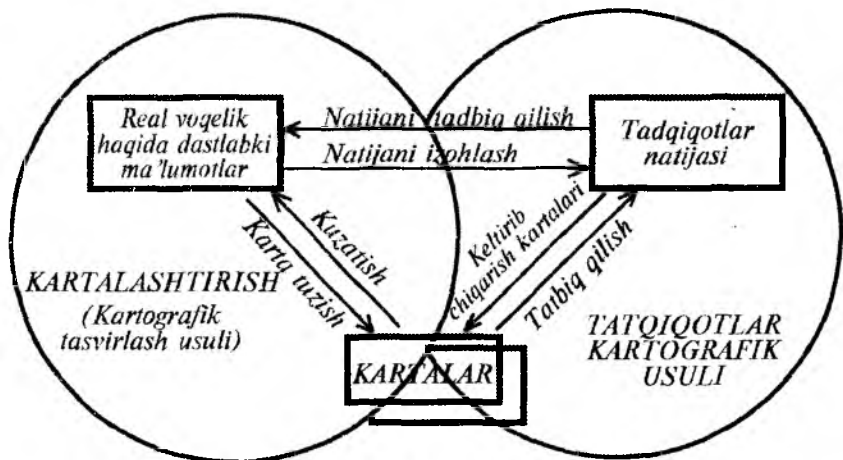 Real voqelik
haqida dastlabki
ma'lumotlar
Natijani tadbiq qilish
Natijani izohlash
Tadqiqotlar
natijasi
Karta tuzish
Kuzatish
Keltirib
chiqarish kartalari
Tatbiq qilish
KARTALASHTIRISH
(Kartografik
tasvirlash usuli)
KARTALAR
TATQIQOTLAR
KARTOGRAFIK
USULI